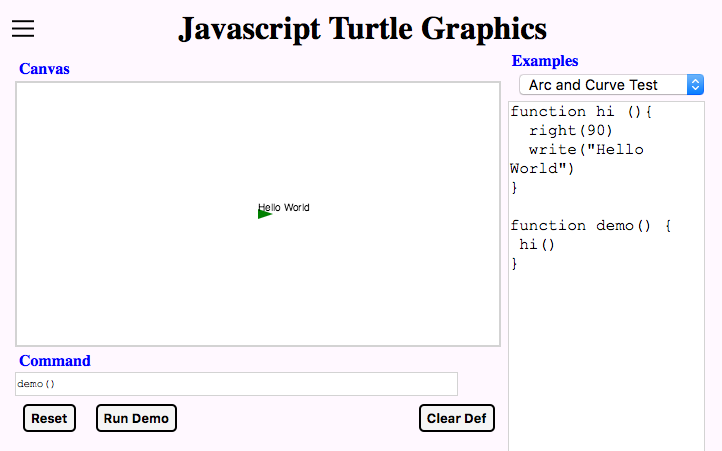 Javascript Turtle Graphics
Canvas
Hello World
Command
demo()
Reset
Run Demo
Clear Def
Examples
Arc and Curve Test
function hi (){
  right(90)
  write("Hello
World")
}

function demo() {
 hi()
}